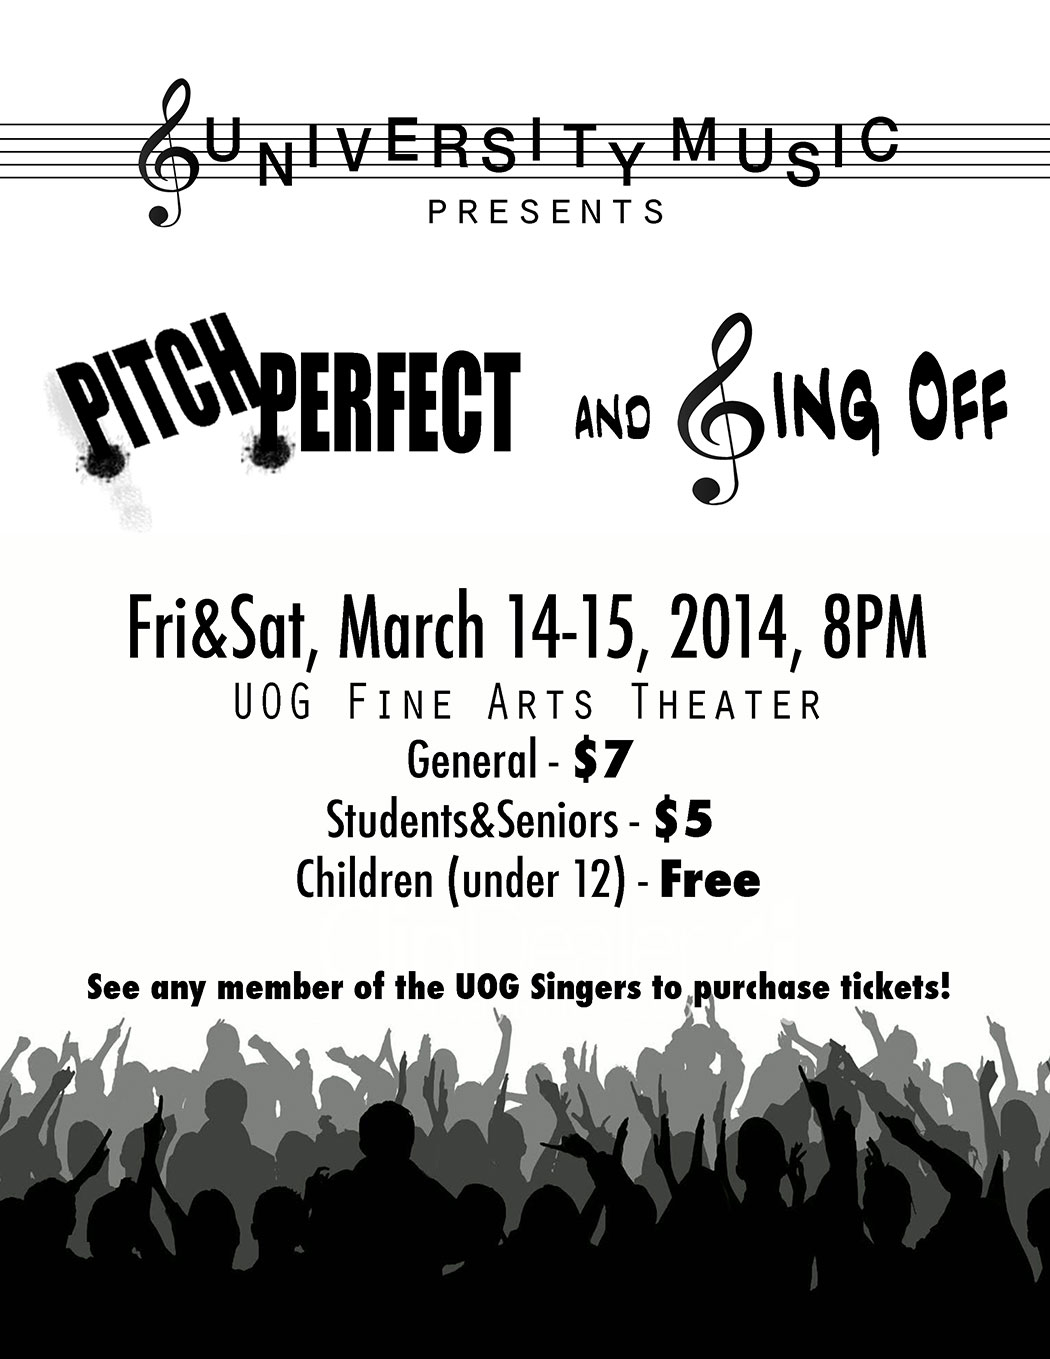 UNIVERSITY MUSIC
PRESENTS
PITCH PERFECT AND SING OFF
Fri&Sat, March 14-15, 2014, 8PM
UOG FINE ARTS THEATER
General - $7
Students&Seniors - $5
Children (under 12) - Free
See any member of the UOG Singers to purchase tickets!